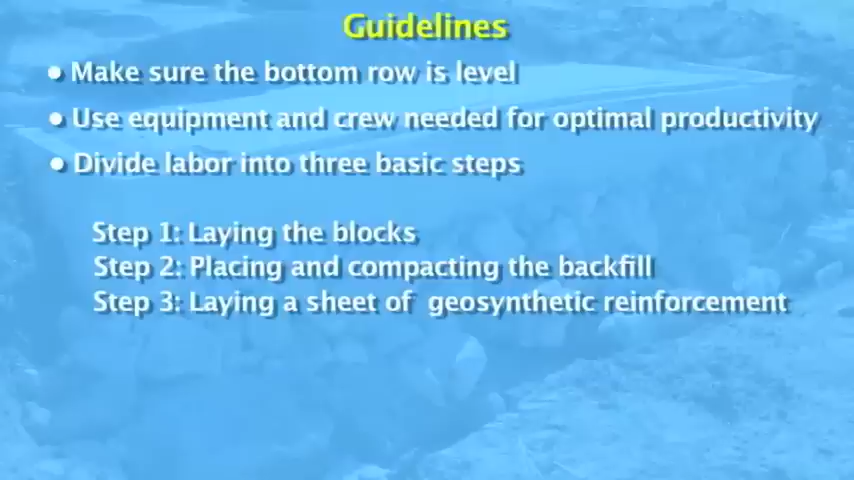 Guidelines
• Make sure the bottom row is level
• Use equipment and crew needed for optimal productivity
• Divide labor into three basic steps
Step 1: Laying the blocks
Step 2: Placing and compacting the backfill
Step 3: Laying a sheet of geosynthetic reinforcement